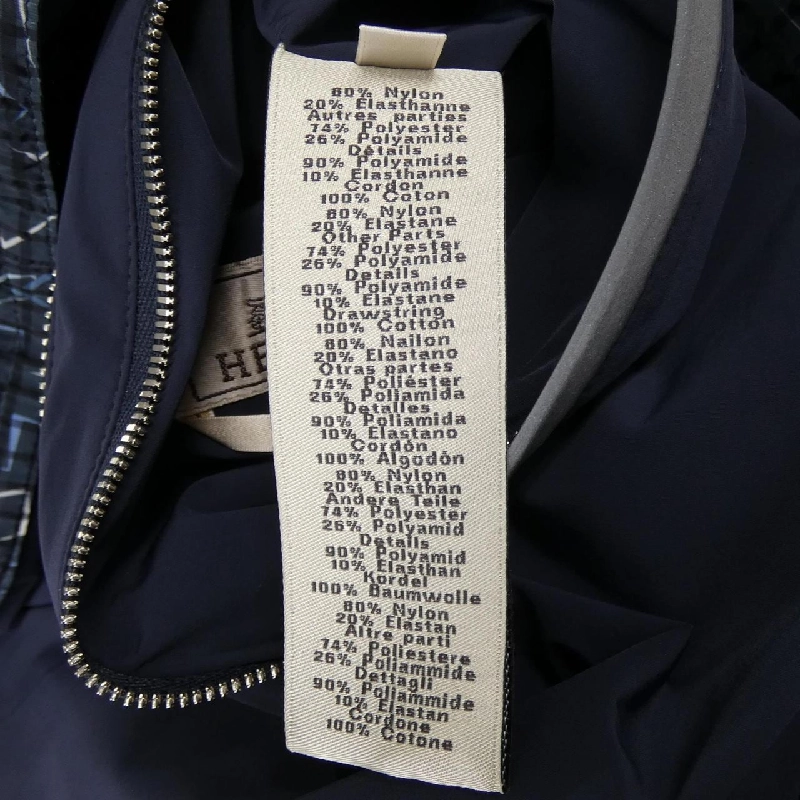 80% Nylon
20% Elasthanne
Autres parties
74% Polyester
26% Polyamide
Détails
90% Polyamide
10% Elasthanne
Cordon
100% Coton
80% Nylon
20% Elastane
Other Parts
74% Polyester
26% Polyamide
Details
90% Polyamide
10% Elastane
Drawstring
100% Cotton
80% Nailon
20% Elastano
Otras partes
74% Poliéster
26% Poliamida
Detalles
90% Poliamida
10% Elastano
Cordón
100% Algodón
80% Nylon
20% Elasthan
Andere Teile
74% Polyester
26% Polyamid
Details
90% Polyamid
10% Elasthan
Kordel
100% Baumwolle
80% Nylon
20% Elastan
Altre parti
74% Poliestere
26% Poliammide
Dettagli
90% Poliammide
10% Elastan
Cordone
100% Cotone
HE